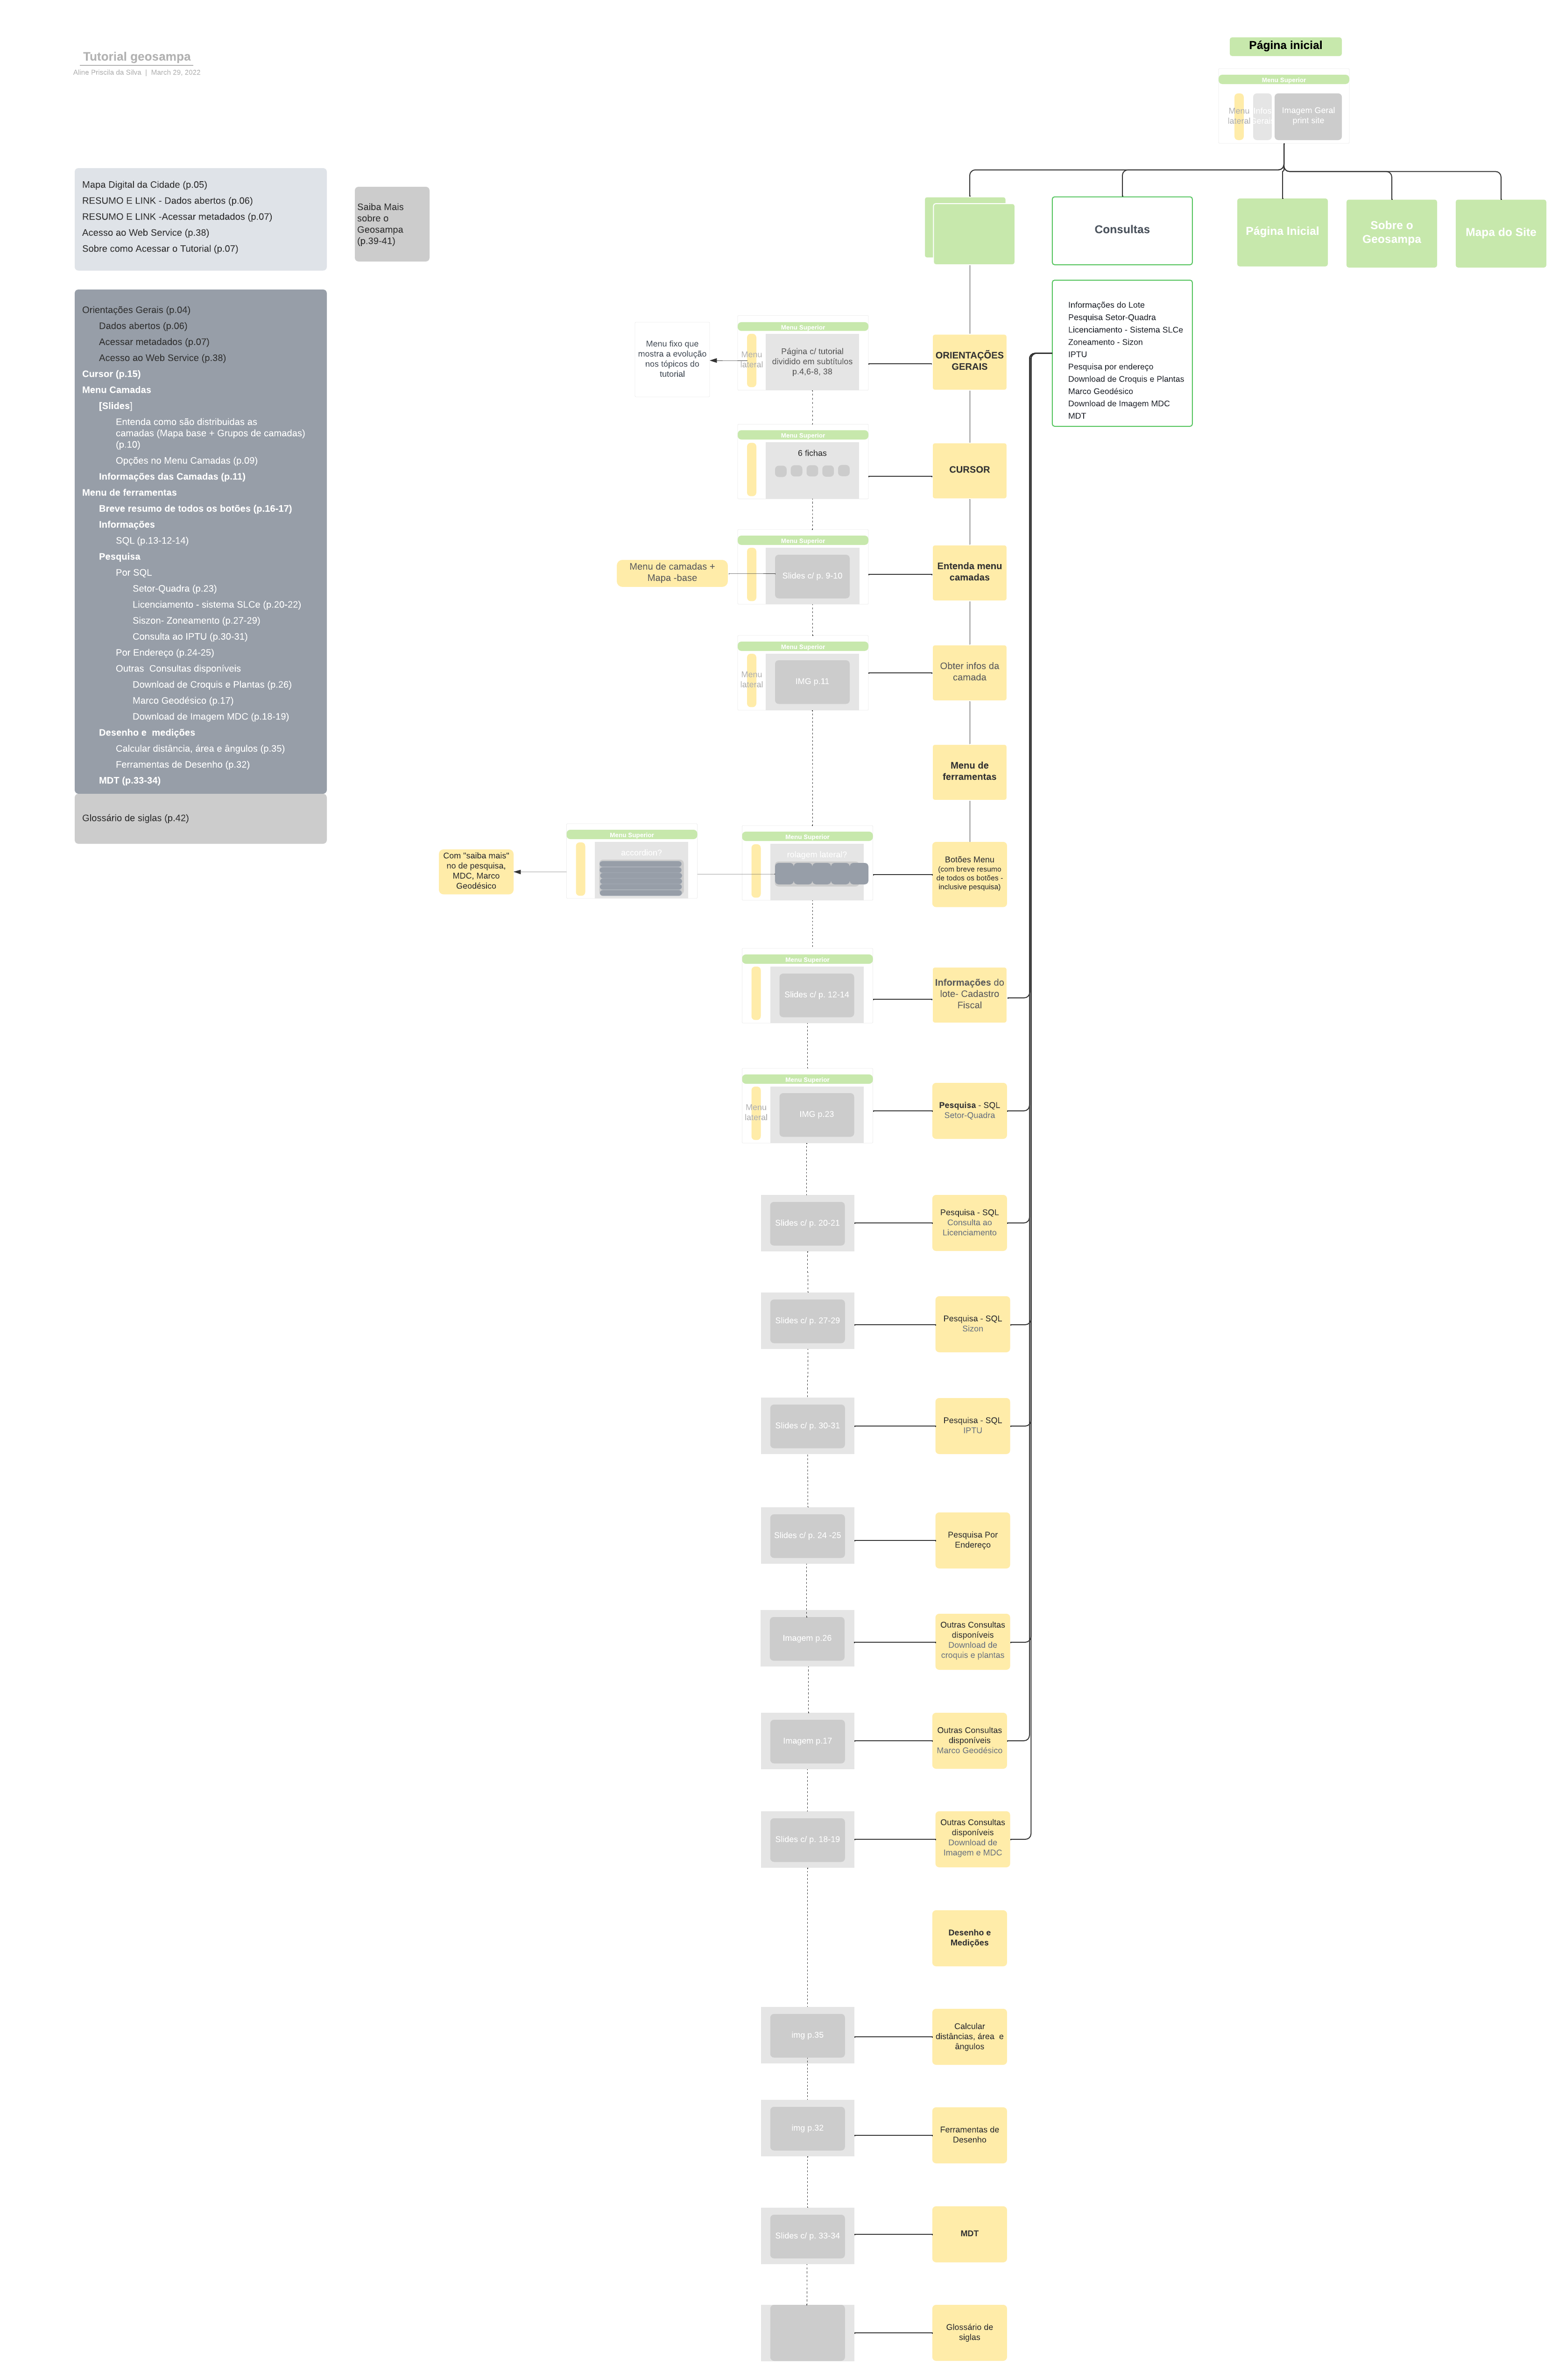 Tutorial geosampa
Aline Priscila da Silva | March 29, 2022
Página inicial
Menu Superior
Menu
lateral
Infos
Gerais
Imagem Geral
print site
Mapa Digital da Cidade (p.05)
RESUMO E LINK - Dados abertos (p.06)
RESUMO E LINK -Acessar metadados (p.07)
Acesso ao Web Service (p.38)
Sobre como Acessar o Tutorial (p.07)
Saiba Mais
sobre o
Geosampa
(p.39-41)
Consultas
Página Inicial
Sobre o
Geosampa
Mapa do Site
Informações do Lote
Pesquisa Setor-Quadra
Licenciamento - Sistema SLCe
Zoneamento - Sizon
IPTU
Pesquisa por endereço
Download de Croquis e Plantas
Marco Geodésico
Download de Imagem MDC
MDT
Orientações Gerais (p.04)
Dados abertos (p.06)
Acessar metadados (p.07)
Acesso ao Web Service (p.38)
Cursor (p.15)
Menu Camadas
[Slides]
Entenda como são distribuidas as
camadas (Mapa base + Grupos de camadas)
(p.10)
Opções no Menu Camadas (p.09)
Informações das Camadas (p.11)
Menu de ferramentas
Breve resumo de todos os botões (p.16-17)
Informações
SQL (p.13-12-14)
Pesquisa
Por SQL
Setor-Quadra (p.23)
Licenciamento - sistema SLCe (p.20-22)
Siszon- Zoneamento (p.27-29)
Consulta ao IPTU (p.30-31)
Por Endereço (p.24-25)
Outras Consultas disponíveis
Download de Croquis e Plantas (p.26)
Marco Geodésico (p.17)
Download de Imagem MDC (p.18-19)
Desenho e medições
Calcular distância, área e ângulos (p.35)
Ferramentas de Desenho (p.32)
MDT (p.33-34)
Glossário de siglas (p.42)
Menu fixo que
mostra a evolução
nos tópicos do
tutorial
Menu Superior
Menu
lateral
Página c/ tutorial
dividido em subtítulos
p.4,6-8, 38
ORIENTAÇÕES
GERAIS
Menu Superior
6 fichas
CURSOR
Menu de camadas +
Mapa -base
Menu Superior
Slides c/ p. 9-10
Entenda menu
camadas
Menu Superior
Menu
lateral
IMG p.11
Obter infos da
camada
Menu de
ferramentas
Com "saiba mais"
no de pesquisa,
MDC, Marco
Geodésico
Menu Superior
accordion?
Menu Superior
rolagem lateral?
Botões Menu
(com breve resumo
de todos os botões -
inclusive pesquisa)
Menu Superior
Slides c/ p. 12-14
Informações do
lote- Cadastro
Fiscal
Menu Superior
Menu
lateral
IMG p.23
Pesquisa - SQL
Setor-Quadra
Slides c/ p. 20-21
Pesquisa - SQL
Consulta ao
Licenciamento
Slides c/ p. 27-29
Pesquisa - SQL
Sizon
Slides c/ p. 30-31
Pesquisa - SQL
IPTU
Slides c/ p. 24 -25
Pesquisa Por
Endereço
Imagem p.26
Outras Consultas
disponíveis
Download de
croquis e plantas
Imagem p.17
Outras Consultas
disponíveis
Marco Geodésico
Slides c/ p. 18-19
Outras Consultas
disponíveis
Download de
Imagem e MDC
Desenho e
Medições
img p.35
Calcular
distâncias, área e
ângulos
img p.32
Ferramentas de
Desenho
Slides c/ p. 33-34
MDT
Glossário de
siglas